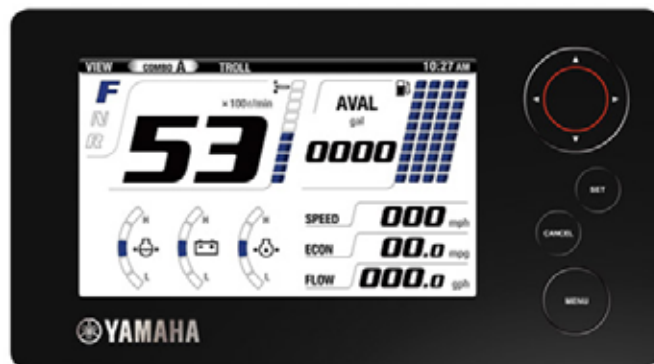 VIEW COMBO A TROLL 10:27 AM
F
N
R
×100r/min
53
AVAL
gal
0000
H H H
L L L
SPEED 000 mph
ECON 00.0 mpg
FLOW 000.0 gph
SET
CANCEL
MENU
YAMAHA